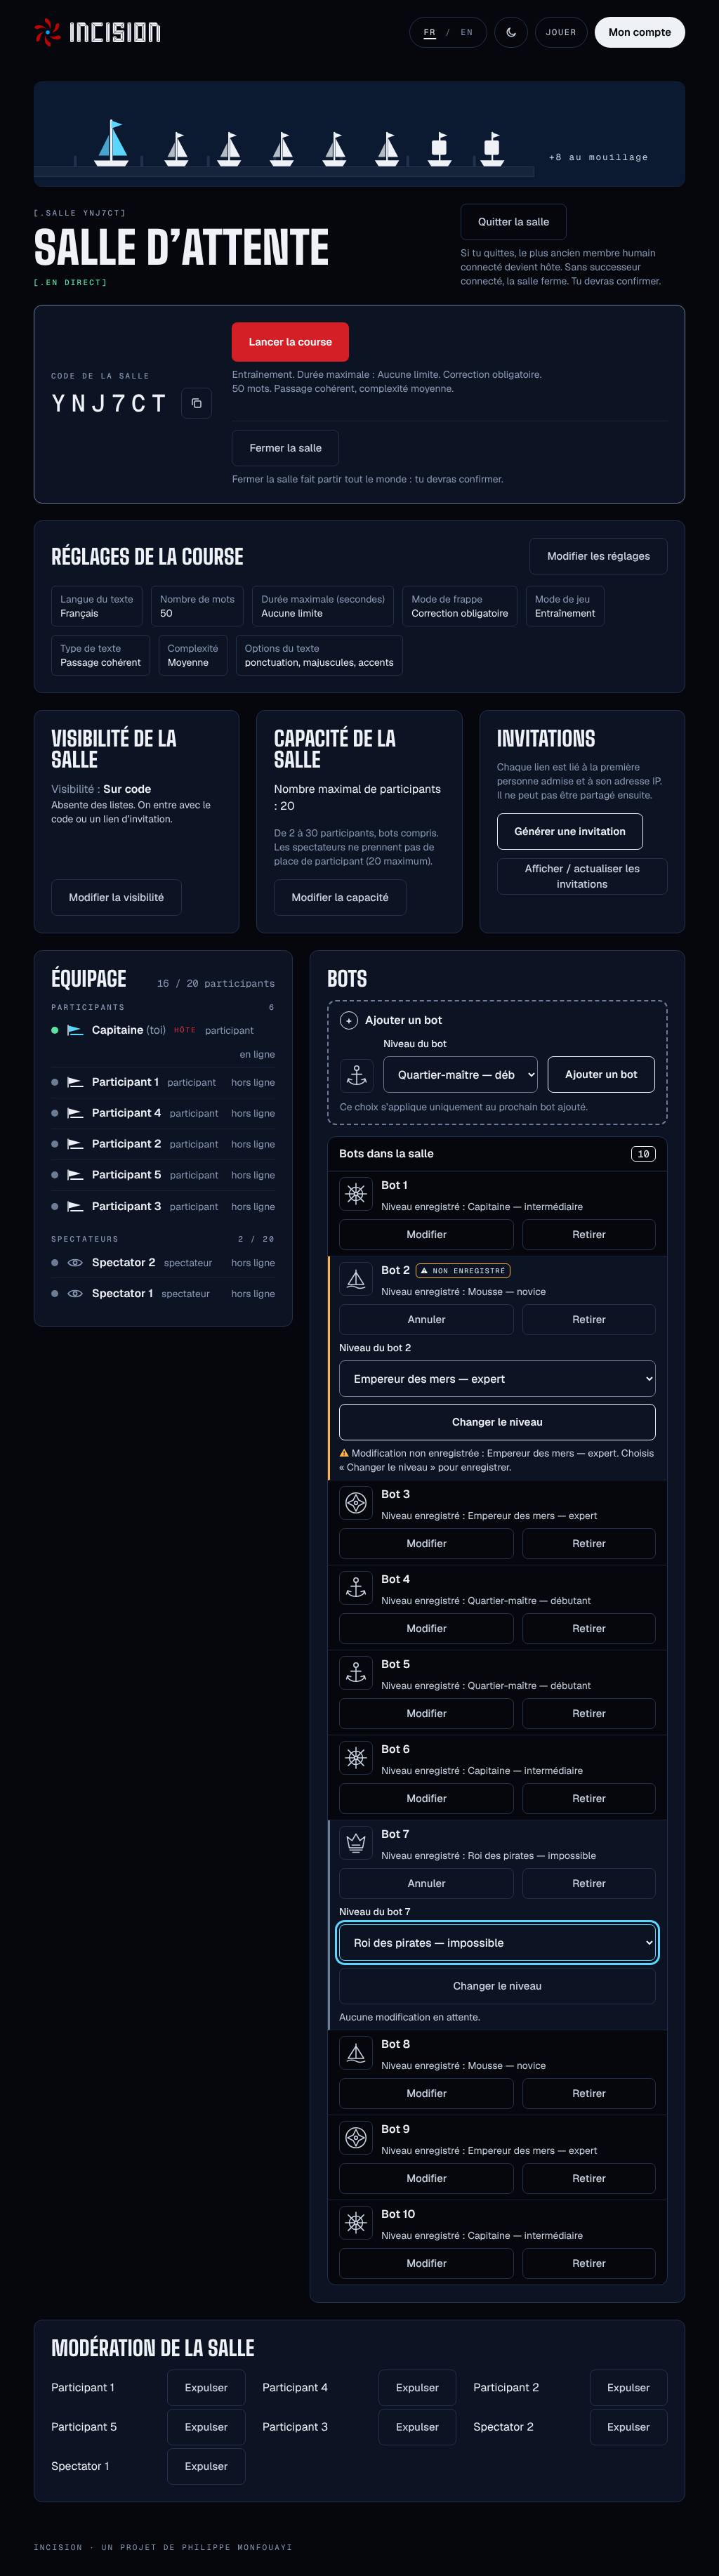 INCISION
FR / EN
JOUER
Mon compte
+8 au mouillage
[.SALLE YNJ7CT]
SALLE D’ATTENTE
[.EN DIRECT]
Quitter la salle
Si tu quittes, le plus ancien membre humain
connecté devient hôte. Sans successeur
connecté, la salle ferme. Tu devras confirmer.
CODE DE LA SALLE
YNJ7CT
Lancer la course
Entraînement. Durée maximale : Aucune limite. Correction obligatoire.
50 mots. Passage cohérent, complexité moyenne.
Fermer la salle
Fermer la salle fait partir tout le monde : tu devras confirmer.
RÉGLAGES DE LA COURSE
Modifier les réglages
Langue du texte
Français
Nombre de mots
50
Durée maximale (secondes)
Aucune limite
Mode de frappe
Correction obligatoire
Mode de jeu
Entraînement
Type de texte
Passage cohérent
Complexité
Moyenne
Options du texte
ponctuation, majuscules, accents
VISIBILITÉ DE LA
SALLE
Visibilité : Sur code
Absente des listes. On entre avec le
code ou un lien d’invitation.
Modifier la visibilité
CAPACITÉ DE LA
SALLE
Nombre maximal de participants
: 20
De 2 à 30 participants, bots compris.
Les spectateurs ne prennent pas de
place de participant (20 maximum).
Modifier la capacité
INVITATIONS
Chaque lien est lié à la première
personne admise et à son adresse IP.
Il ne peut pas être partagé ensuite.
Générer une invitation
Afficher / actualiser les
invitations
ÉQUIPAGE
16 / 20 participants
PARTICIPANTS 6
Capitaine (toi) HÔTE participant
en ligne
Participant 1 participant hors ligne
Participant 4 participant hors ligne
Participant 2 participant hors ligne
Participant 5 participant hors ligne
Participant 3 participant hors ligne
SPECTATEURS 2 / 20
Spectator 2 spectateur hors ligne
Spectator 1 spectateur hors ligne
BOTS
+ Ajouter un bot
Niveau du bot
Quartier-maître — déb
Ajouter un bot
Ce choix s'applique uniquement au prochain bot ajouté.
Bots dans la salle 10
Bot 1
Niveau enregistré : Capitaine — intermédiaire
Modifier Retirer
Bot 2 NON ENREGISTRÉ
Niveau enregistré : Mousse — novice
Annuler Retirer
Niveau du bot 2
Empereur des mers — expert
Changer le niveau
Modification non enregistrée : Empereur des mers — expert. Choisis
« Changer le niveau » pour enregistrer.
Bot 3
Niveau enregistré : Empereur des mers — expert
Modifier Retirer
Bot 4
Niveau enregistré : Quartier-maître — débutant
Modifier Retirer
Bot 5
Niveau enregistré : Quartier-maître — débutant
Modifier Retirer
Bot 6
Niveau enregistré : Capitaine — intermédiaire
Modifier Retirer
Bot 7
Niveau enregistré : Roi des pirates — impossible
Annuler Retirer
Niveau du bot 7
Roi des pirates — impossible
Changer le niveau
Aucune modification en attente.
Bot 8
Niveau enregistré : Mousse — novice
Modifier Retirer
Bot 9
Niveau enregistré : Empereur des mers — expert
Modifier Retirer
Bot 10
Niveau enregistré : Capitaine — intermédiaire
Modifier Retirer
MODÉRATION DE LA SALLE
Participant 1 Expulser Participant 4 Expulser Participant 2 Expulser
Participant 5 Expulser Participant 3 Expulser Spectator 2 Expulser
Spectator 1 Expulser
INCISION · UN PROJET DE PHILIPPE MONFOUAYI